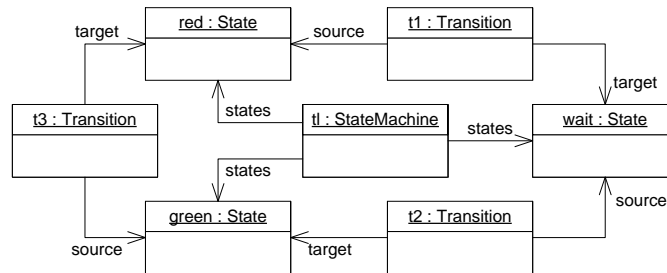 red : State
t1 : Transition
target
source
target
t3 : Transition
states
tl : StateMachine
states
wait : State
states
green : State
t2 : Transition
source
source
target